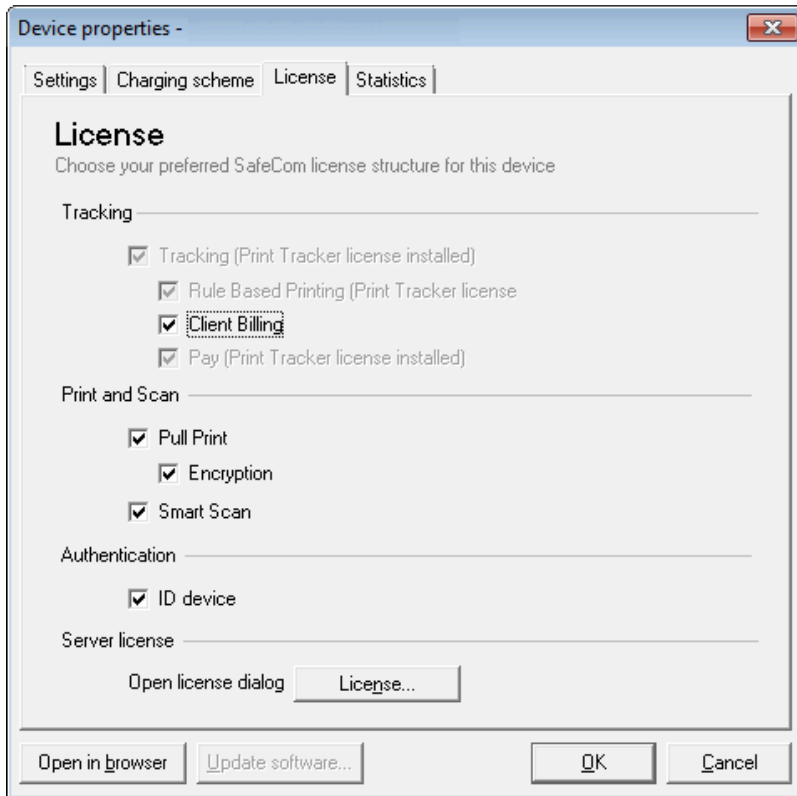 Device properties -
Settings Charging scheme License Statistics
License
Choose your preferred SafeCom license structure for this device
Tracking
Tracking (Print Tracker license installed)
Rule Based Printing (Print Tracker license
Client Billing
Pay (Print Tracker license installed)
Print and Scan
Pull Print
Encryption
Smart Scan
Authentication
ID device
Server license
Open license dialog License...
Open in browser Update software... OK Cancel